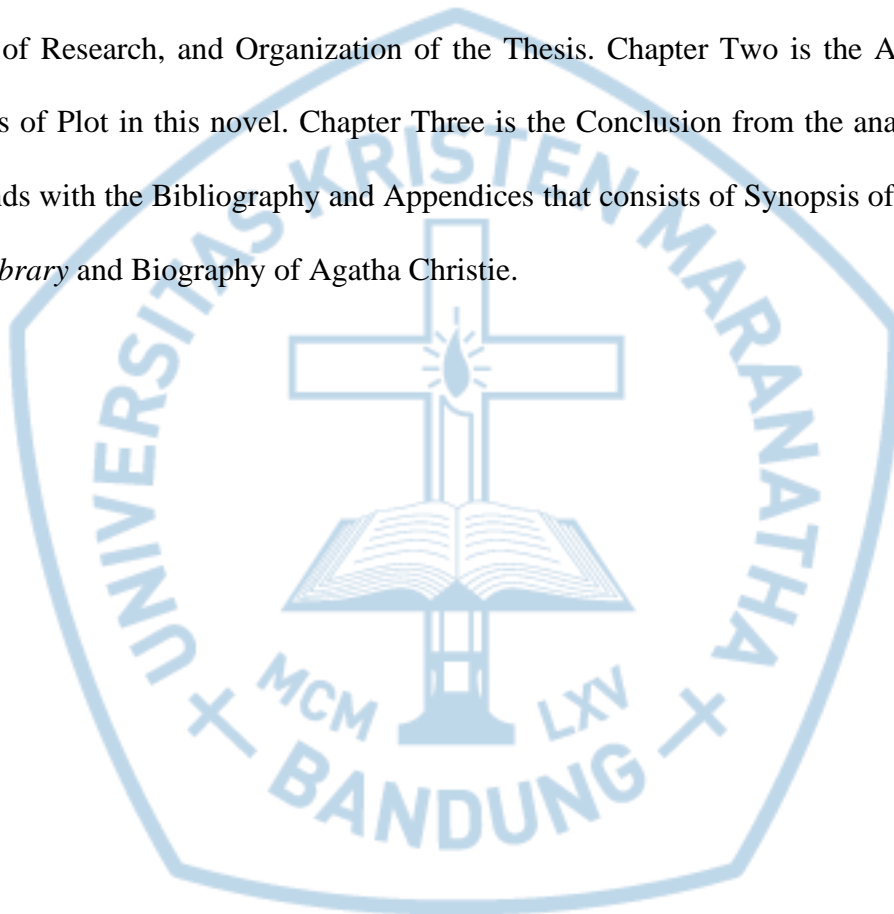 of Research, and Organization of the Thesis. Chapter Two is the A
s of Plot in this novel. Chapter Three is the Conclusion from the ana
nds with the Bibliography and Appendices that consists of Synopsis of
brary and Biography of Agatha Christie.
UNIVERSITAS KRISTEN MARANATHA
MCM LXV
BANDUNG